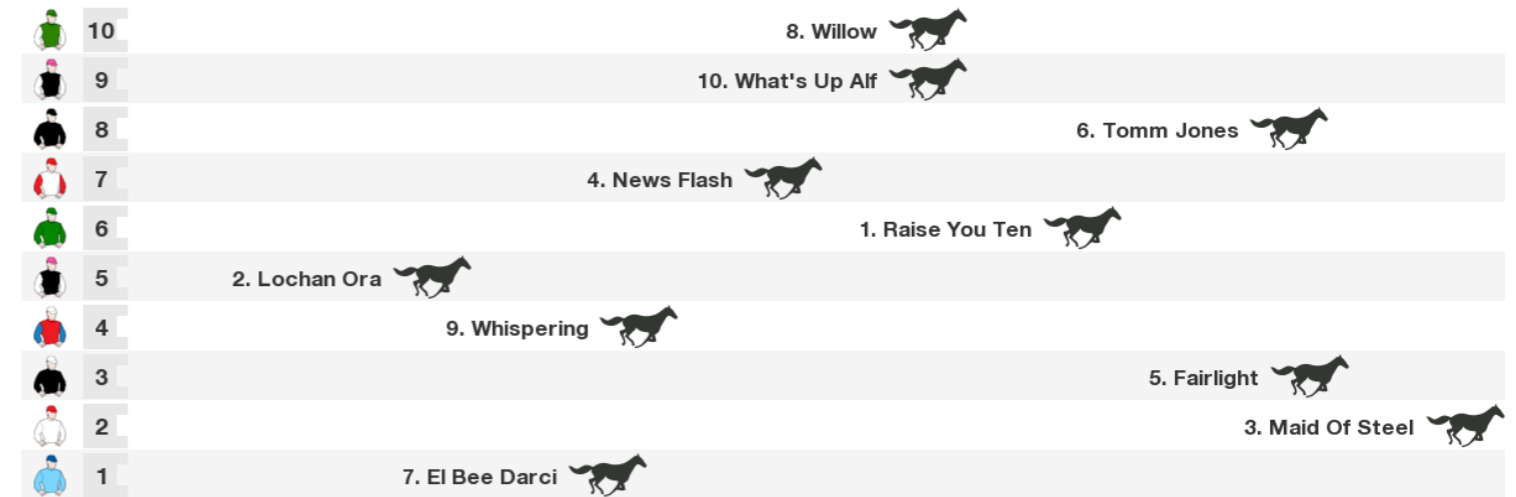 10 8. Willow
9 10. What's Up Alf
8 6. Tomm Jones
7 4. News Flash
6 1. Raise You Ten
5 2. Lochan Ora
4 9. Whispering
3 5. Fairlight
2 3. Maid Of Steel
1 7. El Bee Darci